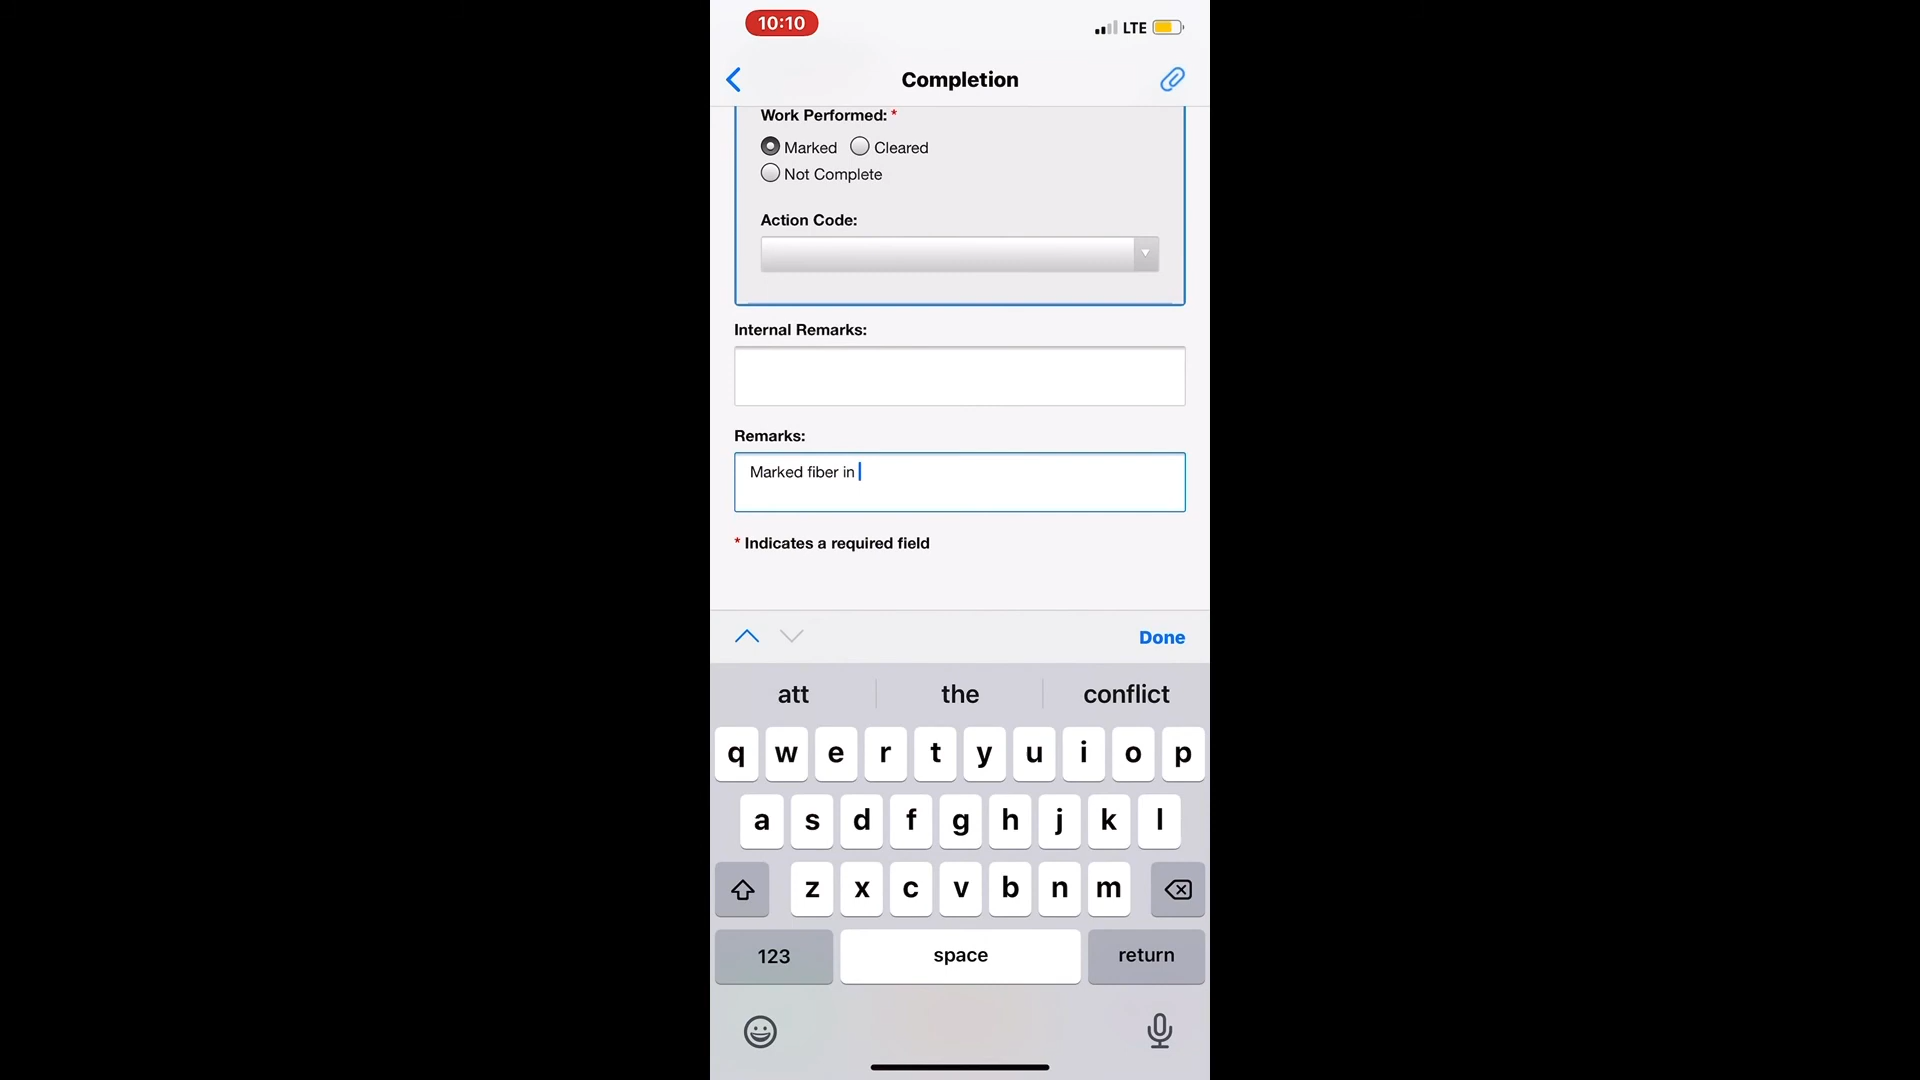 10:10
LTE
Completion
Work Performed: *
Marked Cleared
Not Complete
Action Code:
Internal Remarks:
Remarks:
Marked fiber in
* Indicates a required field
Done
att the conflict
q w e r t y u i o p
a s d f g h j k l
z x c v b n m
123 space return